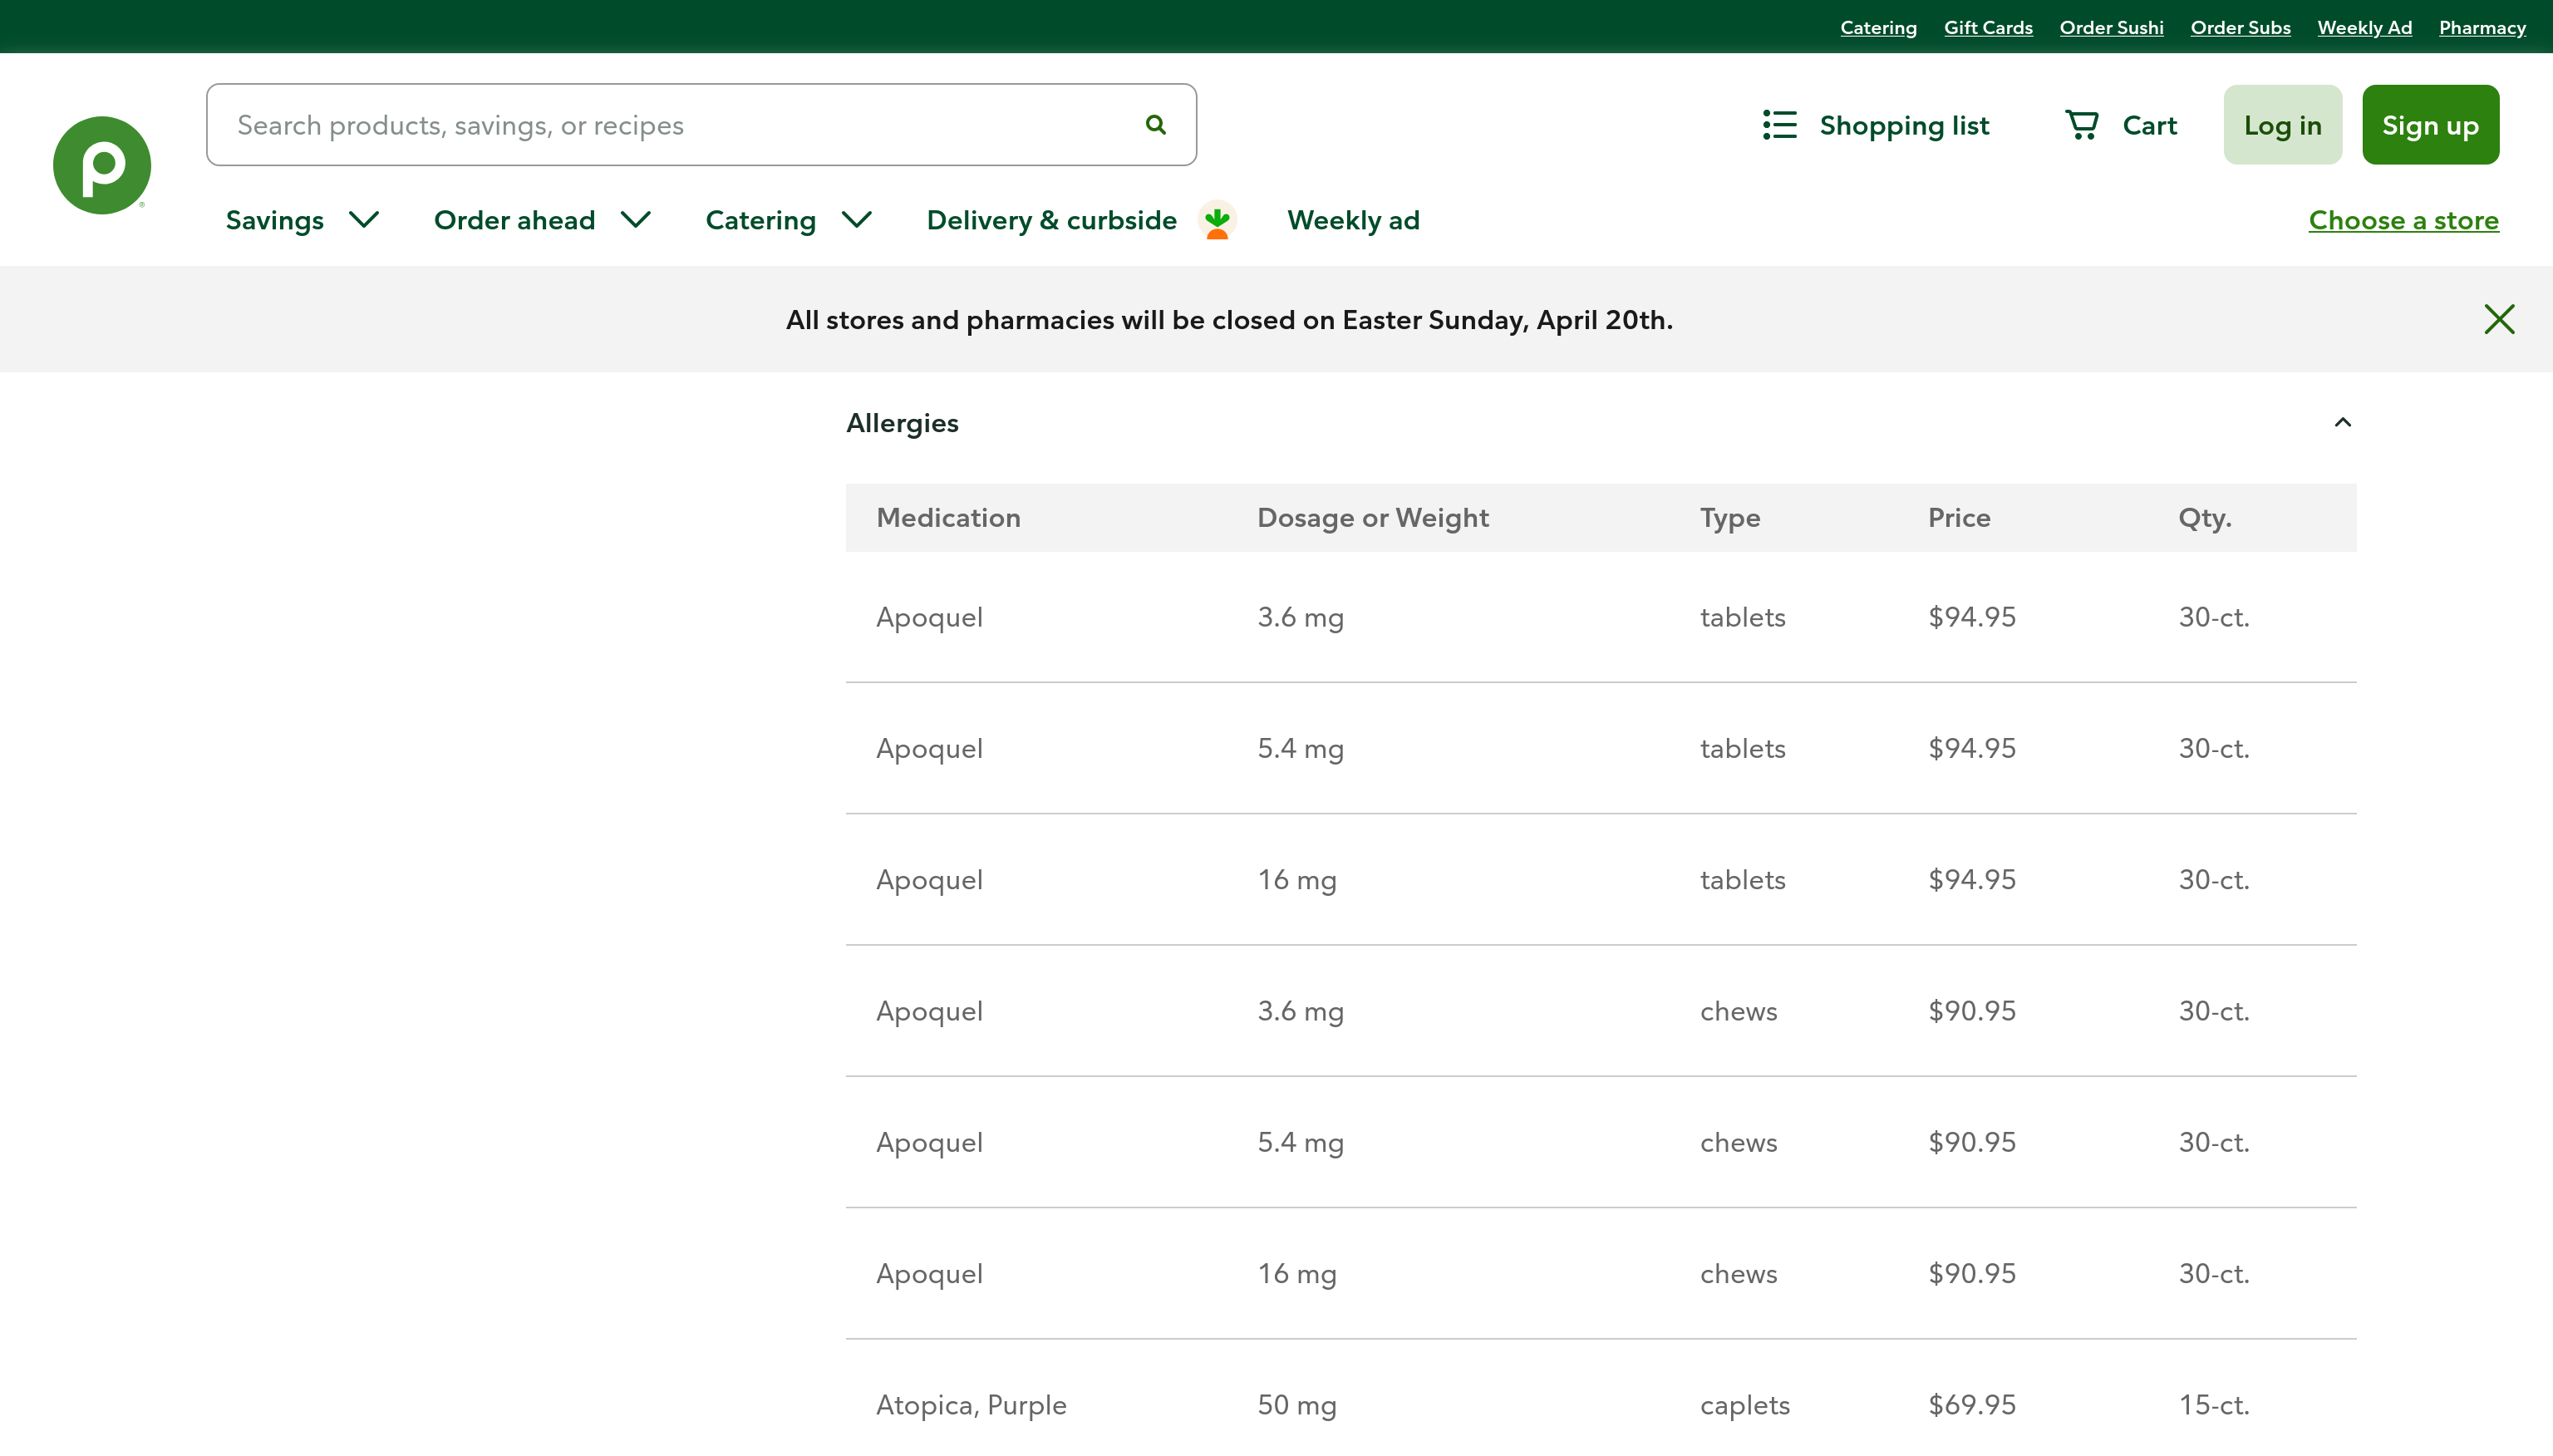 Catering Gift Cards Order Sushi Order Subs Weekly Ad Pharmacy
Search products, savings, or recipes
Shopping list Cart Log in Sign up
p
Savings Order ahead Catering Delivery & curbside Weekly ad Choose a store
All stores and pharmacies will be closed on Easter Sunday, April 20th.
Allergies
Medication Dosage or Weight Type Price Qty.
Apoquel 3.6 mg tablets $94.95 30-ct.
Apoquel 5.4 mg tablets $94.95 30-ct.
Apoquel 16 mg tablets $94.95 30-ct.
Apoquel 3.6 mg chews $90.95 30-ct.
Apoquel 5.4 mg chews $90.95 30-ct.
Apoquel 16 mg chews $90.95 30-ct.
Atopica, Purple 50 mg caplets $69.95 15-ct.